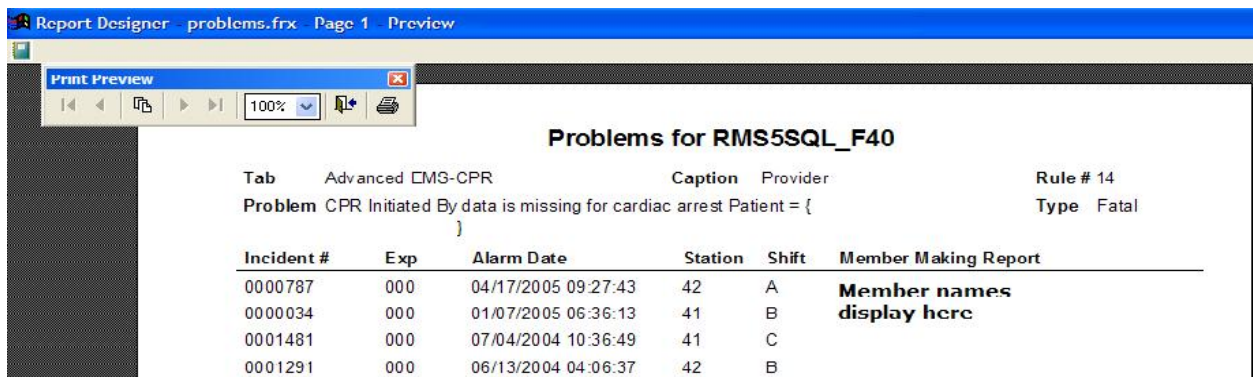 Report Designer - problems.frx - Page 1 - Preview
Print Preview
100%
Problems for RMS5SQL_F40
Tab Advanced EMS-CPR Caption Provider Rule # 14
Problem CPR Initiated By data is missing for cardiac arrest Patient = { Type Fatal
}
Incident # Exp Alarm Date Station Shift Member Making Report
0000787 000 04/17/2005 09:27:43 42 A Member names
0000034 000 01/07/2005 06:36:13 41 B display here
0001481 000 07/04/2004 10:36:49 41 C
0001291 000 06/13/2004 04:06:37 42 B